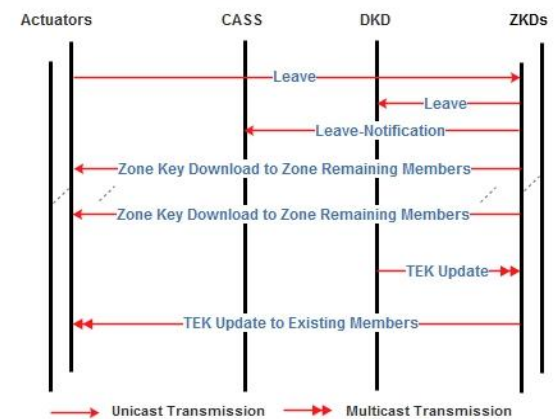 Actuators CASS DKD ZKDs
Leave
Leave
Leave-Notification
Zone Key Download to Zone Remaining Members
Zone Key Download to Zone Remaining Members
TEK Update
TEK Update to Existing Members
Unicast Transmission Multicast Transmission